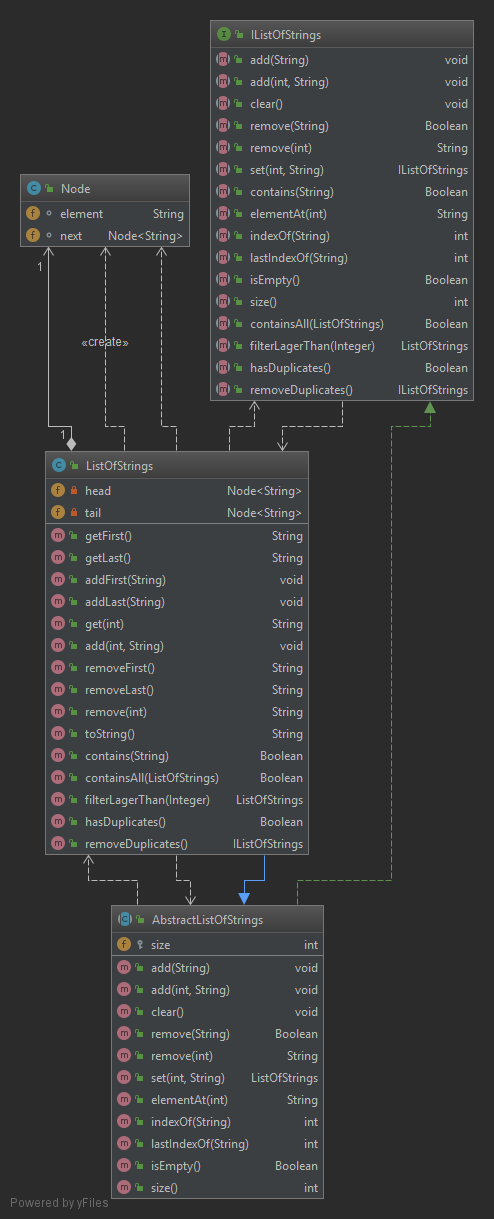 IListOfStrings
add(String) void
add(int, String) void
clear() void
remove(String) Boolean
remove(int) String
set(int, String) IListOfStrings
contains(String) Boolean
elementAt(int) String
indexOf(String) int
lastIndexOf(String) int
isEmpty() Boolean
size() int
containsAll(ListOfStrings) Boolean
filterLagerThan(Integer) ListOfStrings
hasDuplicates() Boolean
removeDuplicates() IListOfStrings
Node
element String
next Node<String>
1
«create»
1
ListOfStrings
head Node<String>
tail Node<String>
getFirst() String
getLast() String
addFirst(String) void
addLast(String) void
get(int) String
add(int, String) void
removeFirst() String
removeLast() String
remove(int) String
toString() String
contains(String) Boolean
containsAll(ListOfStrings) Boolean
filterLagerThan(Integer) ListOfStrings
hasDuplicates() Boolean
removeDuplicates() IListOfStrings
AbstractListOfStrings
size int
add(String) void
add(int, String) void
clear() void
remove(String) Boolean
remove(int) String
set(int, String) ListOfStrings
elementAt(int) String
indexOf(String) int
lastIndexOf(String) int
isEmpty() Boolean
size() int
Powered by yFiles